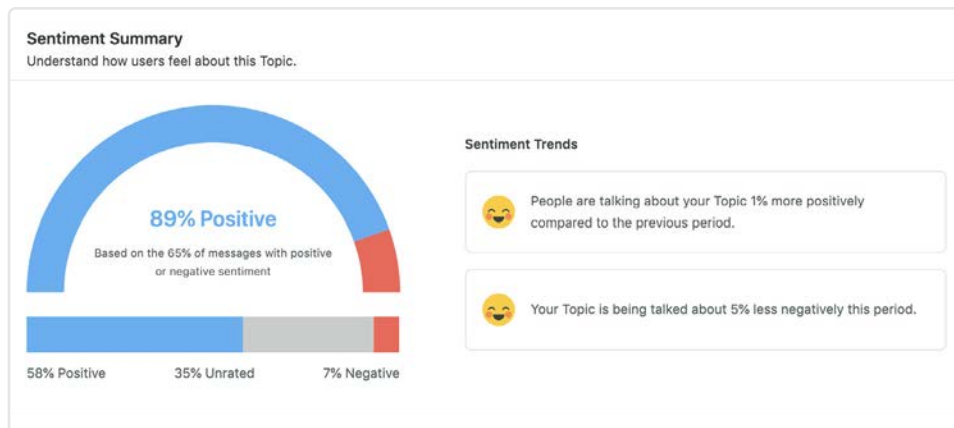 Sentiment Summary
Understand how users feel about this Topic.
89% Positive
Based on the 65% of messages with positive
or negative sentiment
58% Positive
35% Unrated
7% Negative
Sentiment Trends
People are talking about your Topic 1% more positively
compared to the previous period.
Your Topic is being talked about 5% less negatively this period.